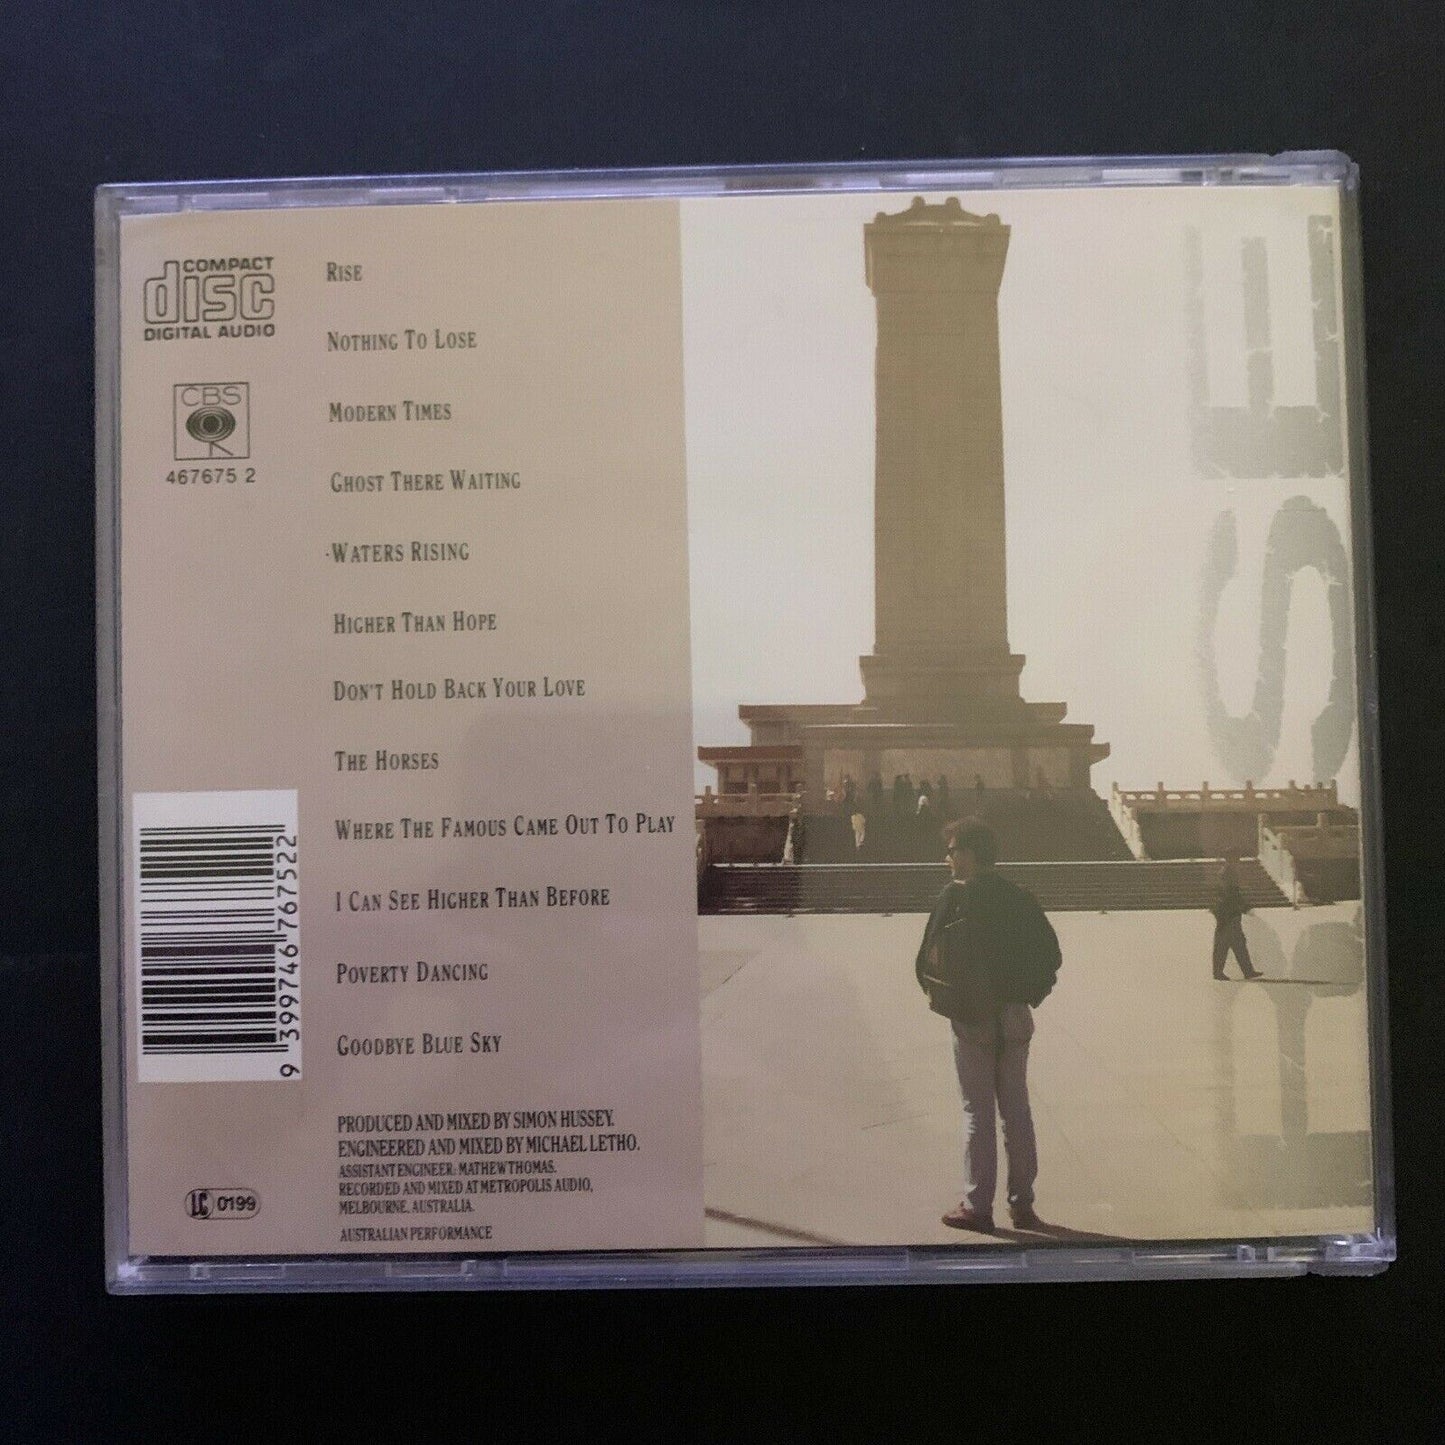 COMPACT
disc
DIGITAL AUDIO
CBS
467675 2
RISE
NOTHING TO LOSE
MODERN TIMES
GHOST THERE WAITING
·WATERS RISING
HIGHER THAN HOPE
DON'T HOLD BACK YOUR LOVE
THE HORSES
WHERE THE FAMOUS CAME OUT TO PLAY
I CAN SEE HIGHER THAN BEFORE
POVERTY DANCING
GOODBYE BLUE SKY
9 399746 767522
PRODUCED AND MIXED BY SIMON HUSSEY.
ENGINEERED AND MIXED BY MICHAEL LETHO.
ASSISTANT ENGINEER: MATHEW THOMAS.
RECORDED AND MIXED AT METROPOLIS AUDIO,
MELBOURNE, AUSTRALIA.
AUSTRALIAN PERFORMANCE
LC 0199
RISE